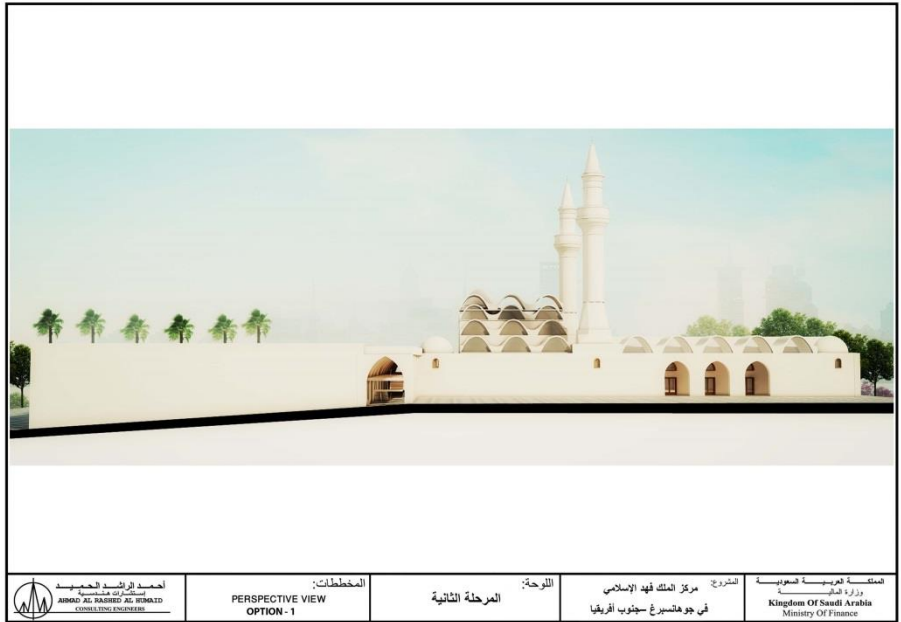 المملكة العربية السعودية
وزارة المالية
Kingdom Of Saudi Arabia
Ministry Of Finance
المشروع:
مركز الملك فهد الإسلامي
في جوهانسبرغ –جنوب أفريقيا
اللوحة:
المرحلة الثانية
المخططات:
PERSPECTIVE VIEW
OPTION - 1
أحمد الراشد الحميد
إستشارات هندسية
AHMAD AL RASHED AL HUMAID
CONSULTING ENGINEERS